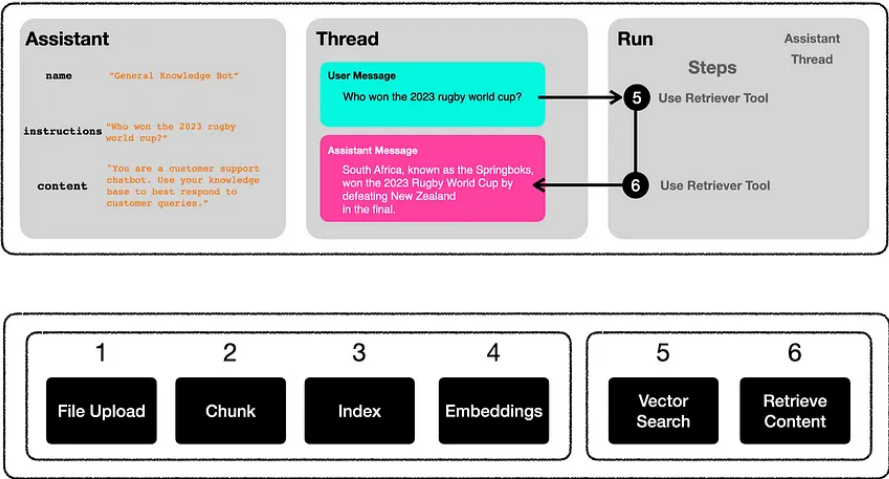 Assistant
name
"General Knowledge Bot"
instructions
"Who won the 2023 rugby
world cup?"
content
"You are a customer support
chatbot. Use your knowledge
base to best respond to
customer queries."
Thread
User Message
Who won the 2023 rugby world cup?
Assistant Message
South Africa, known as the Springboks,
won the 2023 Rugby World Cup by
defeating New Zealand
in the final.
Run
Assistant
Thread
Steps
5
Use Retriever Tool
6
Use Retriever Tool
1
2
3
4
5
6
File Upload
Chunk
Index
Embeddings
Vector
Search
Retrieve
Content